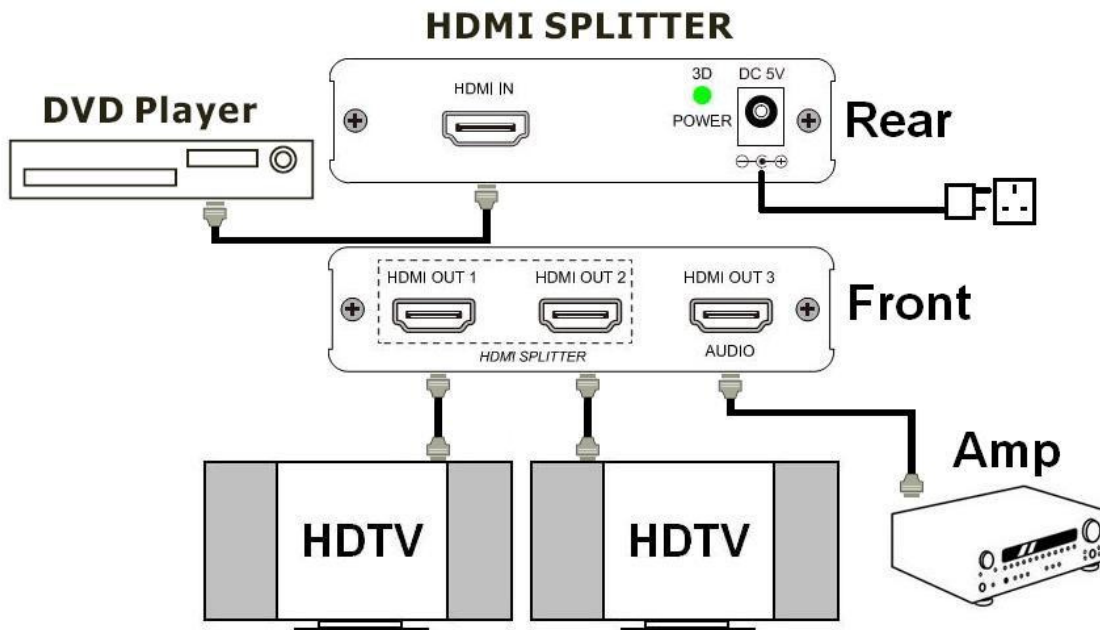 HDMI SPLITTER
DVD Player
HDMI IN
3D
DC 5V
POWER
Rear
HDMI OUT 1
HDMI OUT 2
HDMI OUT 3
Front
HDMI SPLITTER
AUDIO
Amp
HDTV
HDTV